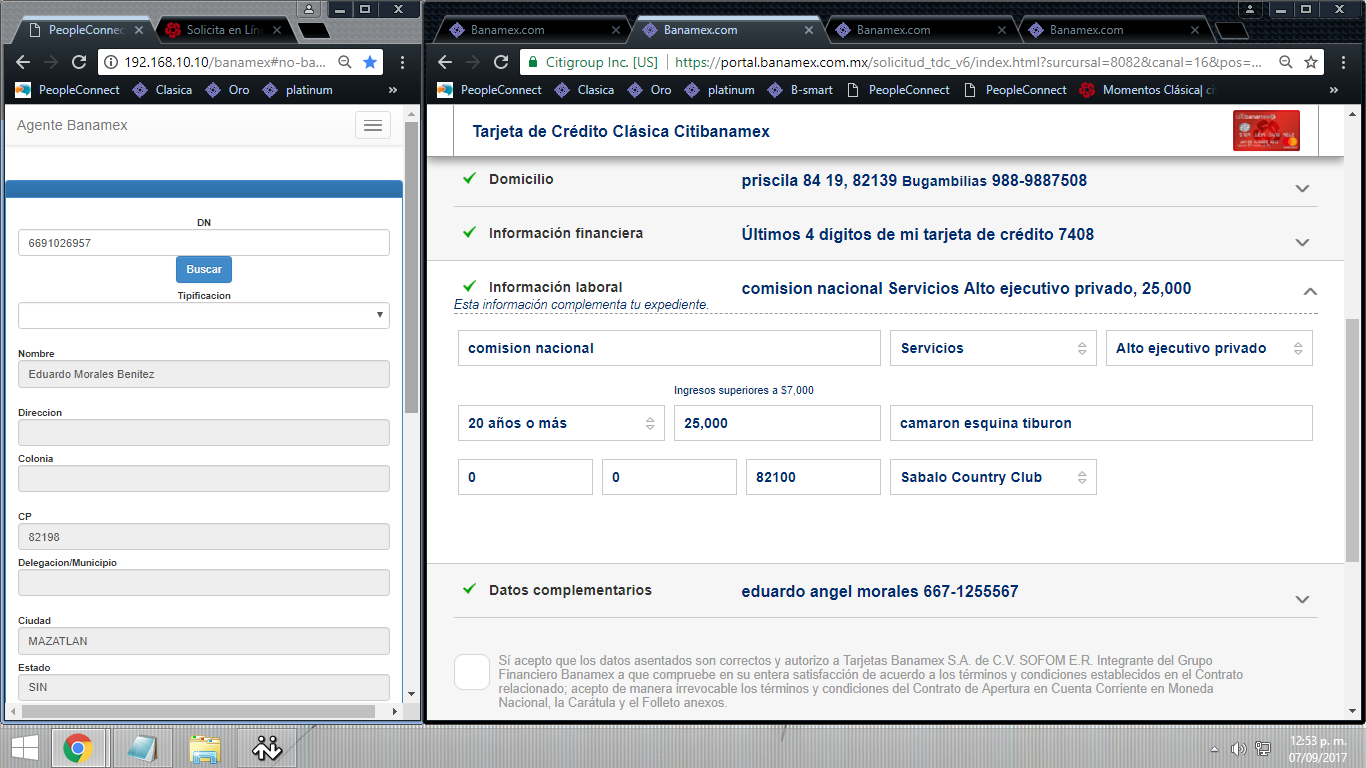 PeopleConnec
Solicita en Lín
192.168.10.10/banamex#no-ba...
PeopleConnect
Clasica
Oro
platinum
»
Agente Banamex
DN
6691026957
Buscar
Tipificacion
Nombre
Eduardo Morales Benitez
Direccion
Colonia
CP
82198
Delegacion/Municipio
Ciudad
MAZATLAN
Estado
SIN
Banamex.com
Banamex.com
Banamex.com
Banamex.com
Citigroup Inc. [US]
https://portal.banamex.com.mx/solicitud_tdc_v6/index.html?surcursal=8082&canal=16&pos=...
PeopleConnect
Clasica
Oro
platinum
B-smart
PeopleConnect
PeopleConnect
Momentos Clásica| ci
»
Tarjeta de Crédito Clásica Citibanamex
Domicilio
priscila 84 19, 82139 Bugambilias 988-9887508
Información financiera
Últimos 4 dígitos de mi tarjeta de crédito 7408
Información laboral
comision nacional Servicios Alto ejecutivo privado, 25,000
Esta información complementa tu expediente.
comision nacional
Servicios
Alto ejecutivo privado
Ingresos superiores a $7,000
20 años o más
25,000
camaron esquina tiburon
0
0
82100
Sabalo Country Club
Datos complementarios
eduardo angel morales 667-1255567
Sí acepto que los datos asentados son correctos y autorizo a Tarjetas Banamex S.A. de C.V. SOFOM E.R. Integrante del Grupo
Financiero Banamex a que compruebe en su entera satisfacción de acuerdo a los términos y condiciones establecidos en el Contrato
relacionado; acepto de manera irrevocable los términos y condiciones del Contrato de Apertura en Cuenta Corriente en Moneda
Nacional, la Carátula y el Folleto anexos.
12:53 p. m.
07/09/2017